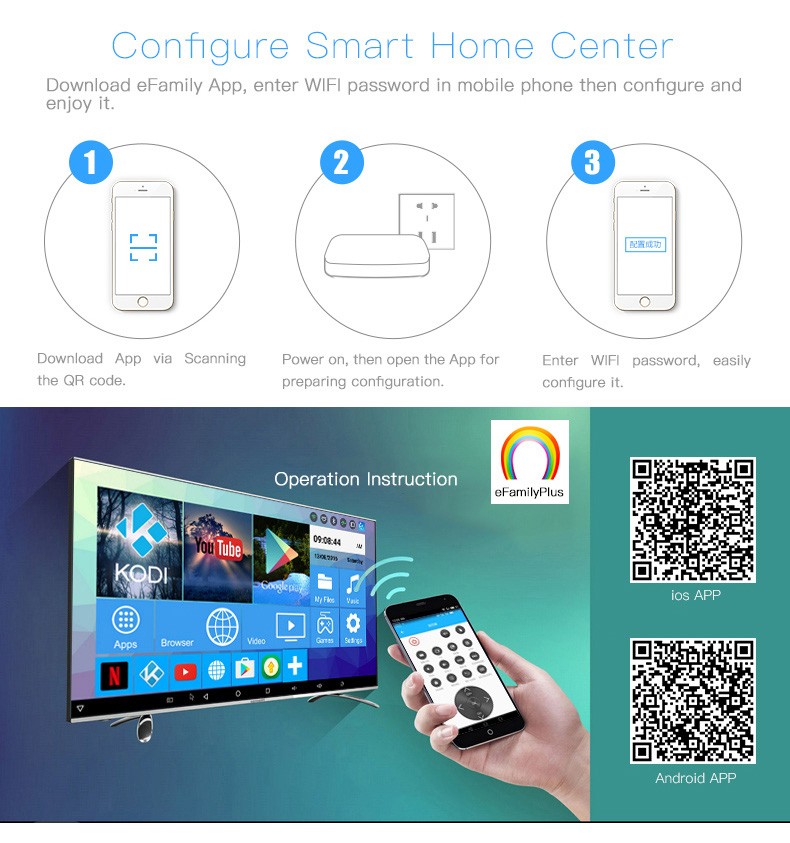 Configure Smart Home Center
Download eFamily App, enter WIFI password in mobile phone then configure and
enjoy it.
1
2
3
配置成功
Download App via Scanning
the QR code.
Power on, then open the App for
preparing configuration.
Enter WIFI password, easily
configure it.
Operation Instruction
eFamilyPlus
KODI
You Tube
Google play
09:08:44
AM
My Files
Music
Apps
Browser
Video
Games
Settings
N
ios APP
Android APP